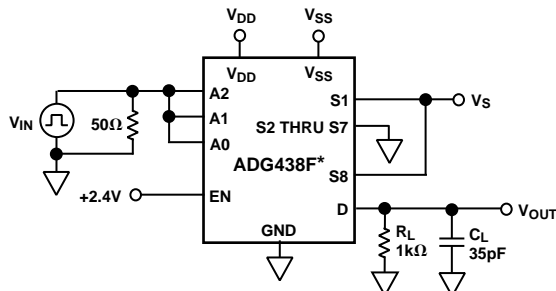 VDD VSS
VDD VSS
A2 S1 VS
VIN 50Ω A1 S2 THRU S7
A0
ADG438F*
S8
+2.4V EN D VOUT
GND RL CL
1kΩ 35pF